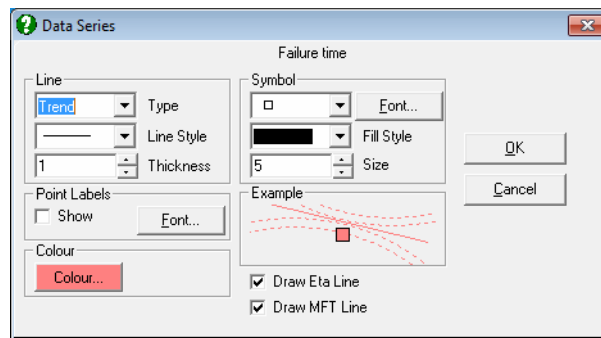 Data Series
Failure time
Line
Trend
Type
Line Style
1
Thickness
Symbol
Font...
Fill Style
5
Size
OK
Cancel
Point Labels
Show
Font...
Example
Colour
Colour...
Draw Eta Line
Draw MFT Line